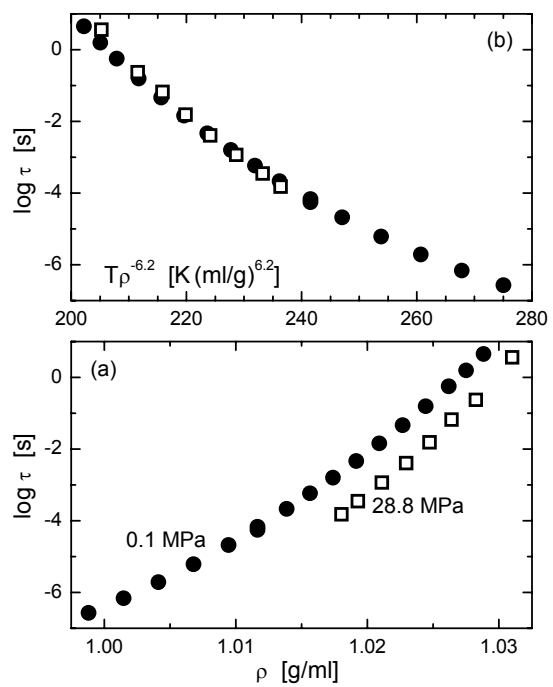 (b)
log τ [s]
0
-2
-4
-6
Tρ^-6.2 [K (ml/g)^6.2]
200 220 240 260 280
(a)
log τ [s]
0
-2
-4
-6
0.1 MPa
28.8 MPa
1.00 1.01 1.02 1.03
ρ [g/ml]